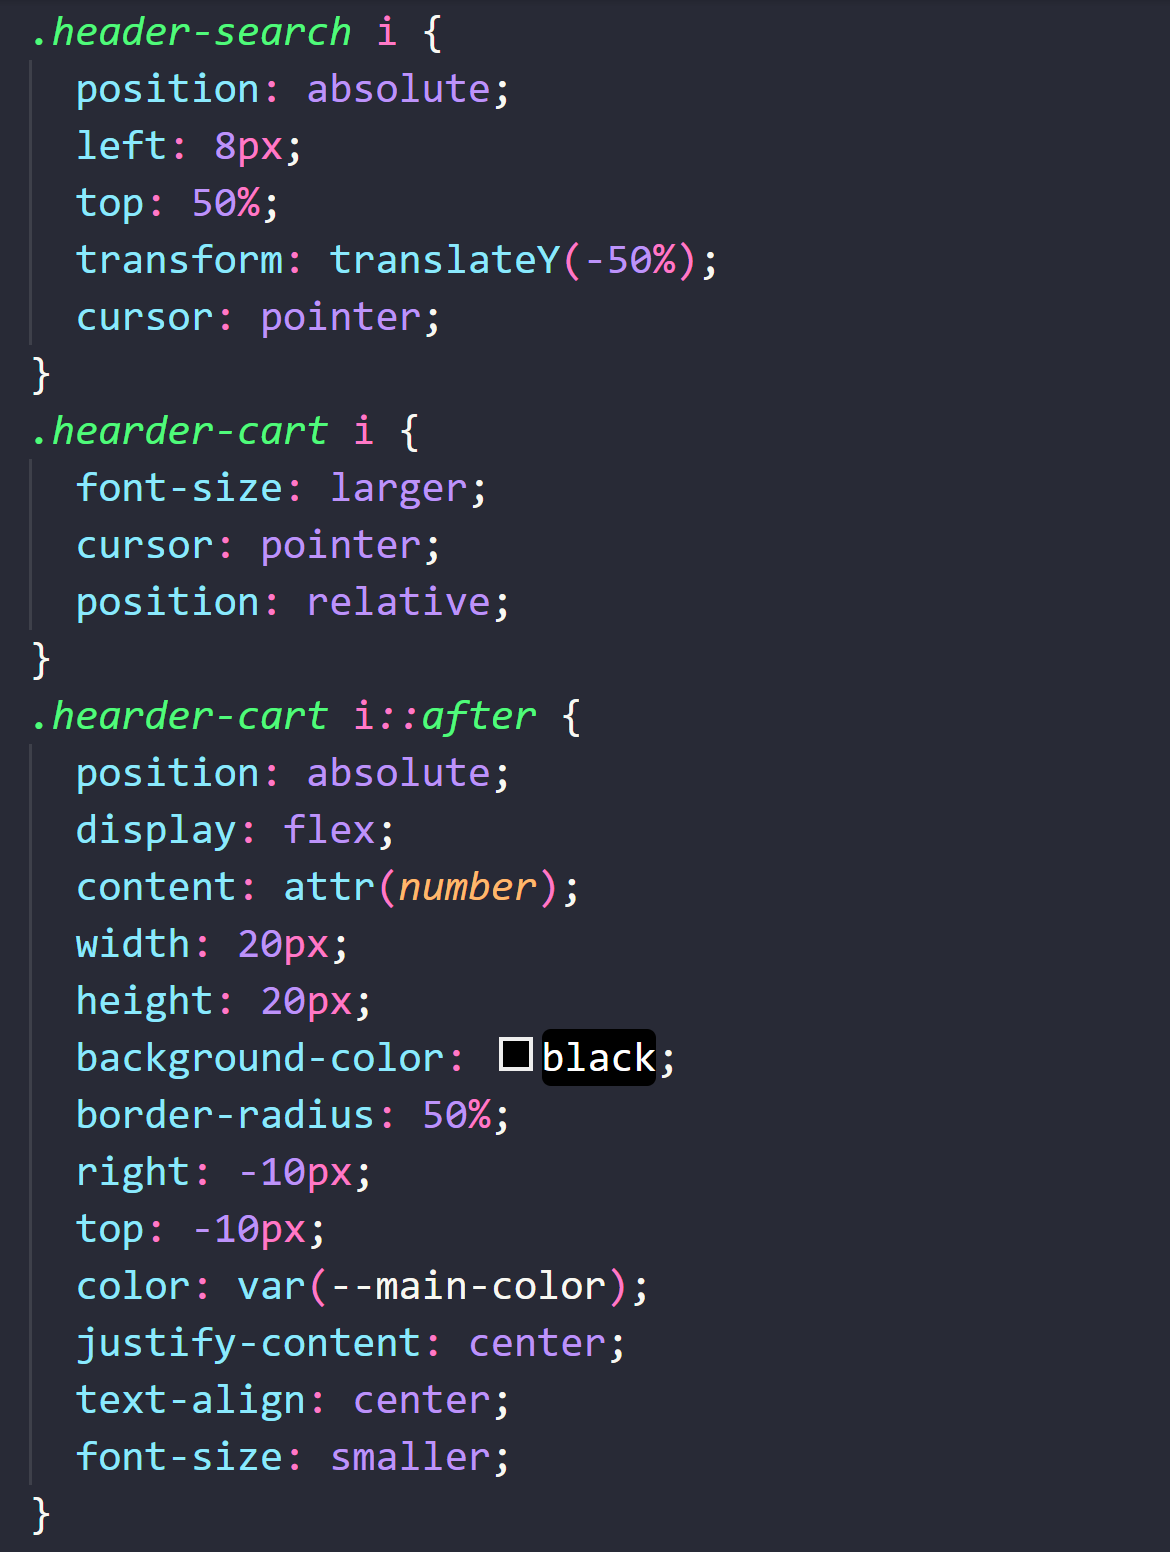 .header-search i {
  position: absolute;
  left: 8px;
  top: 50%;
  transform: translateY(-50%);
  cursor: pointer;
}
.hearder-cart i {
  font-size: larger;
  cursor: pointer;
  position: relative;
}
.hearder-cart i::after {
  position: absolute;
  display: flex;
  content: attr(number);
  width: 20px;
  height: 20px;
  background-color: black;
  border-radius: 50%;
  right: -10px;
  top: -10px;
  color: var(--main-color);
  justify-content: center;
  text-align: center;
  font-size: smaller;
}